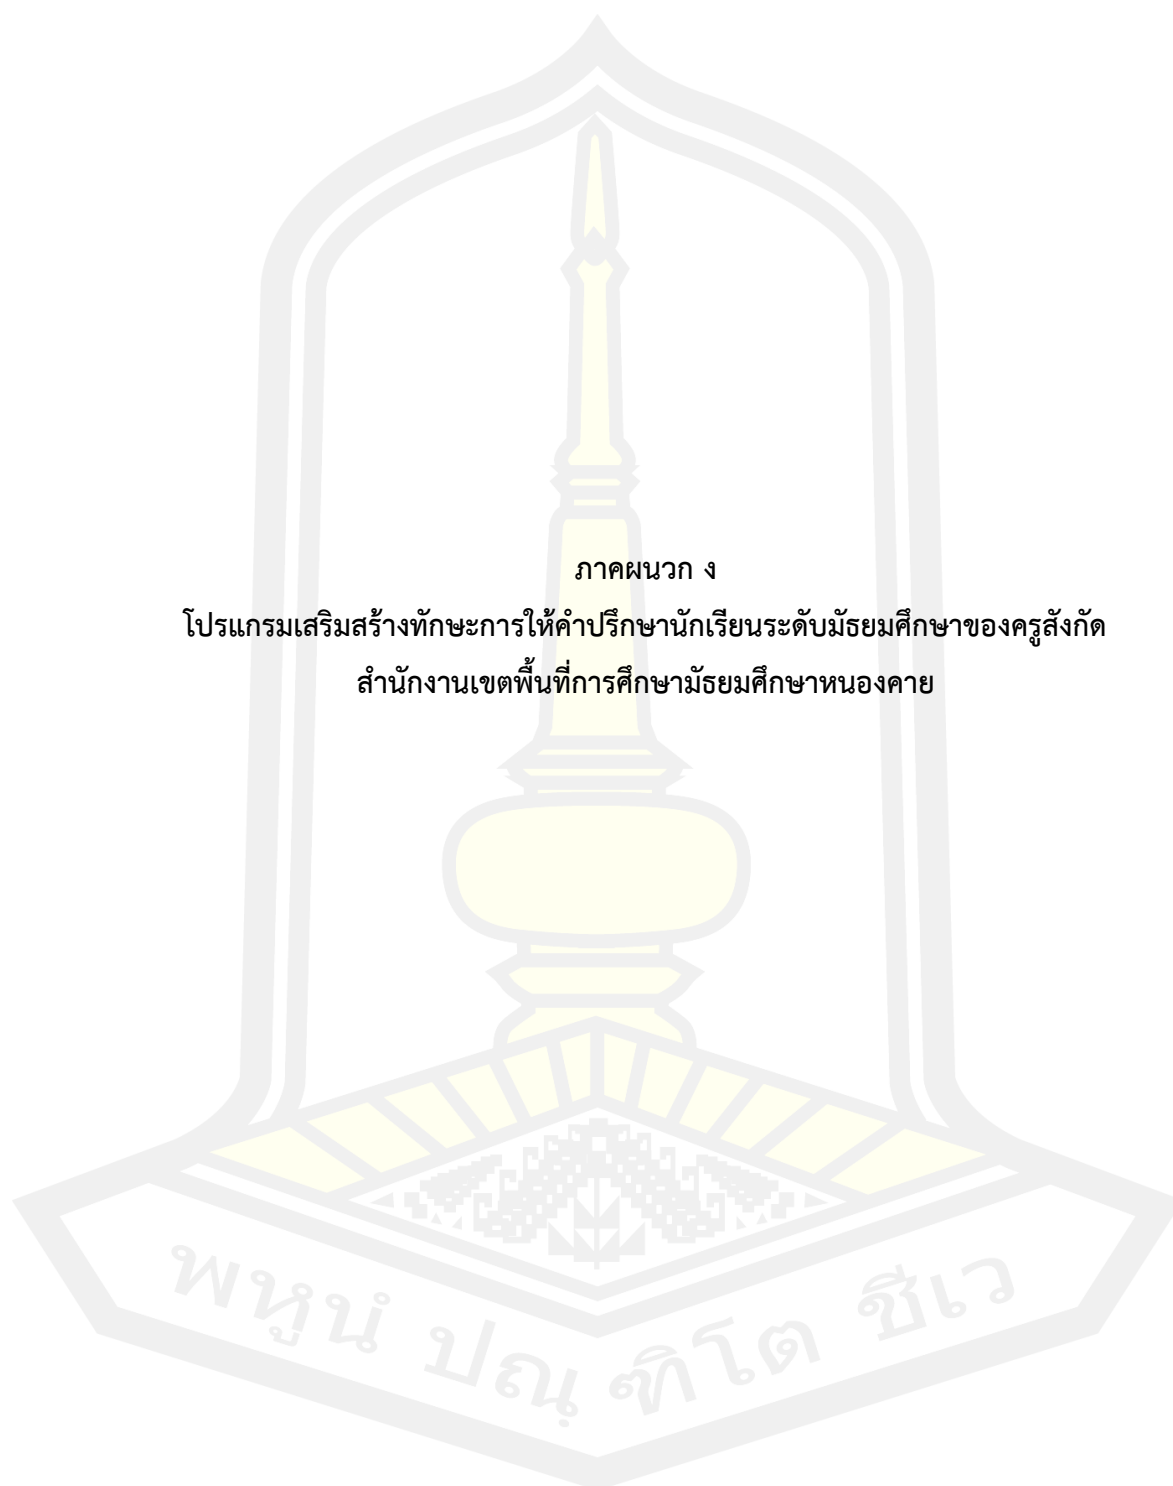 ภาคผนวก ง
โปรแกรมเสริมสร้างทักษะการให้คำปรึกษานักเรียนระดับมัธยมศึกษาของครูสังกัด
สำนักงานเขตพื้นที่การศึกษามัธยมศึกษาหนองคาย
พหูนํ ปณฺฑิโต ชีเว